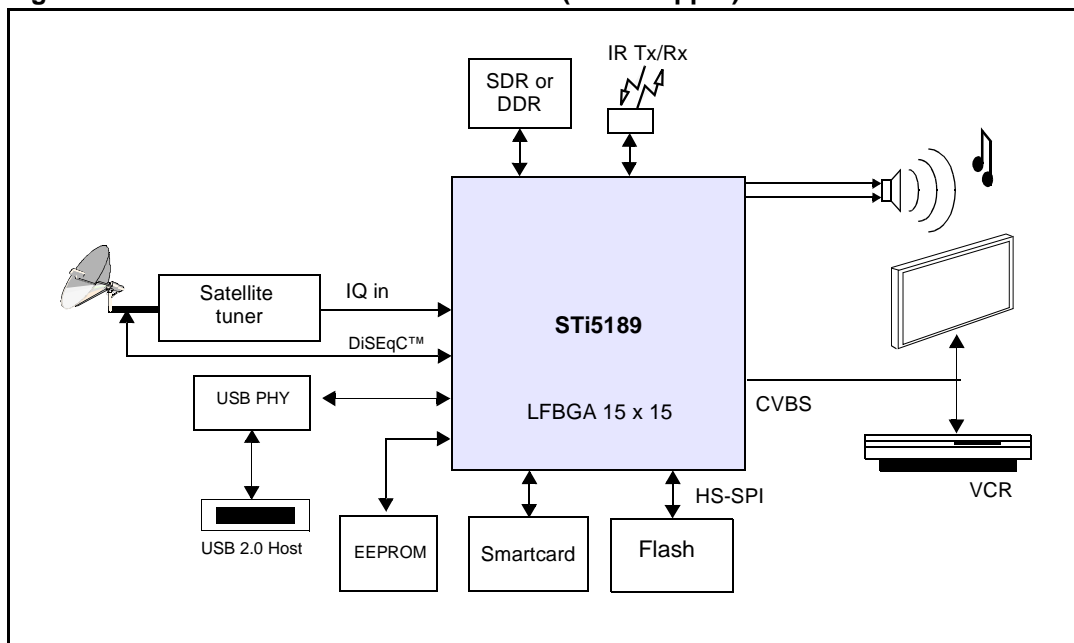 IR Tx/Rx
SDR or
DDR
Satellite
tuner
IQ in
STi5189
DiSEqC™
USB PHY
LFBGA 15 x 15
CVBS
HS-SPI
VCR
USB 2.0 Host
EEPROM
Smartcard
Flash